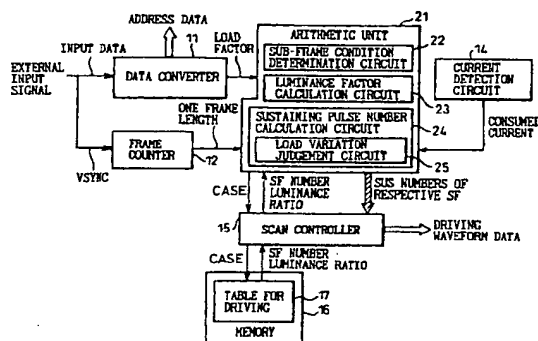 ADDRESS DATA
11
INPUT DATA
LOAD
FACTOR
EXTERNAL
INPUT
SIGNAL
DATA CONVERTER
ONE FRAME
LENGTH
FRAME
COUNTER
12
VSYNC
21
ARITHMETIC UNIT
22
SUB-FRAME CONDITION
DETERMINATION CIRCUIT
LUMINANCE FACTOR
CALCULATION CIRCUIT
23
SUSTAINING PULSE NUMBER
CALCULATION CIRCUIT
24
LOAD VARIATION
JUDGEMENT CIRCUIT
25
14
CURRENT
DETECTION
CIRCUIT
CONSUMED
CURRENT
CASE
SF NUMBER
LUMINANCE
RATIO
SUS NUMBERS OF
RESPECTIVE SF
15
SCAN CONTROLLER
DRIVING
WAVEFORM DATA
CASE
SF NUMBER
LUMINANCE RATIO
TABLE FOR
DRIVING
17
16
MEMORY